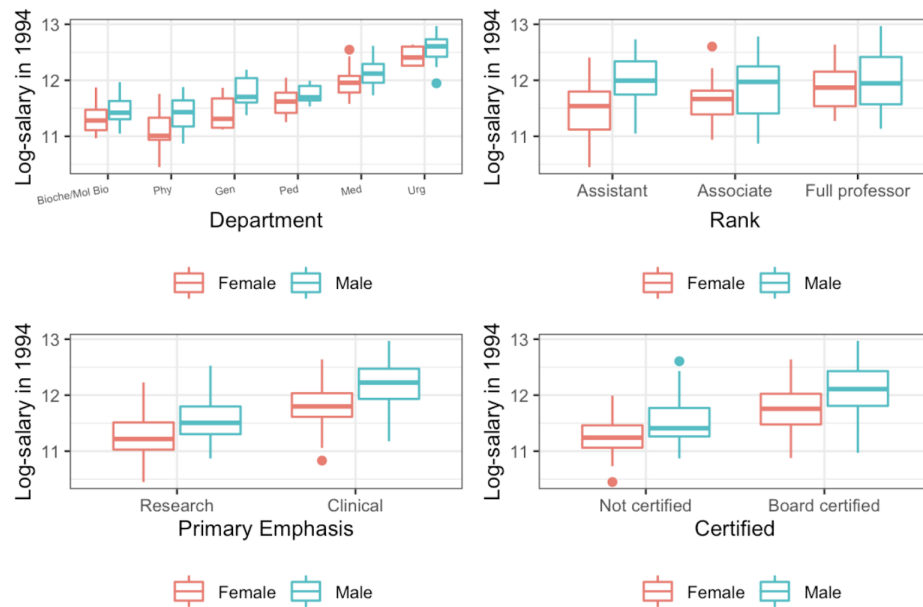 Log-salary in 1994
13
12
11
Bioche/Mol Bio Phy Gen Ped Med Urg
Department
Female Male
Log-salary in 1994
13
12
11
Assistant Associate Full professor
Rank
Female Male
Log-salary in 1994
13
12
11
Research Clinical
Primary Emphasis
Female Male
Log-salary in 1994
13
12
11
Not certified Board certified
Certified
Female Male